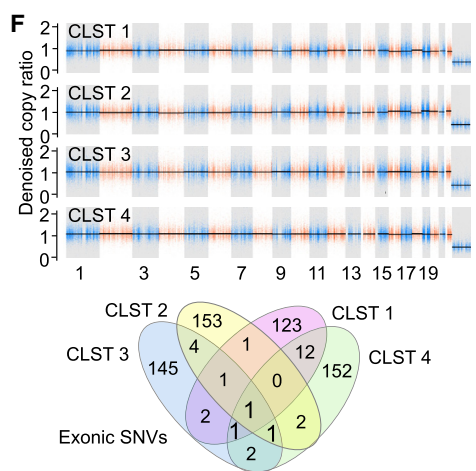 F
Denoised copy ratio
2
1
0
CLST 1
2
1
0
CLST 2
2
1
0
CLST 3
2
1
0
CLST 4
1 3 5 7 9 11 13 15 17 19
CLST 2 CLST 1
CLST 3 CLST 4
153 123
4 1 12
145 152
1 0
2 1 2
1 1
2
Exonic SNVs